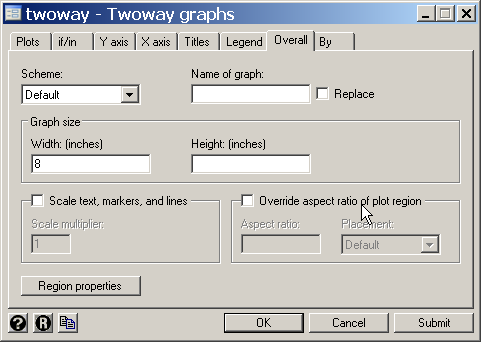 twoway - Twoway graphs
Plots if/in Y axis X axis Titles Legend Overall By
Scheme: Name of graph:
Default Replace
Graph size
Width: (inches) Height: (inches)
8
Scale text, markers, and lines Override aspect ratio of plot region
Scale multiplier: Aspect ratio: Placement:
1 Default
Region properties
? R OK Cancel Submit